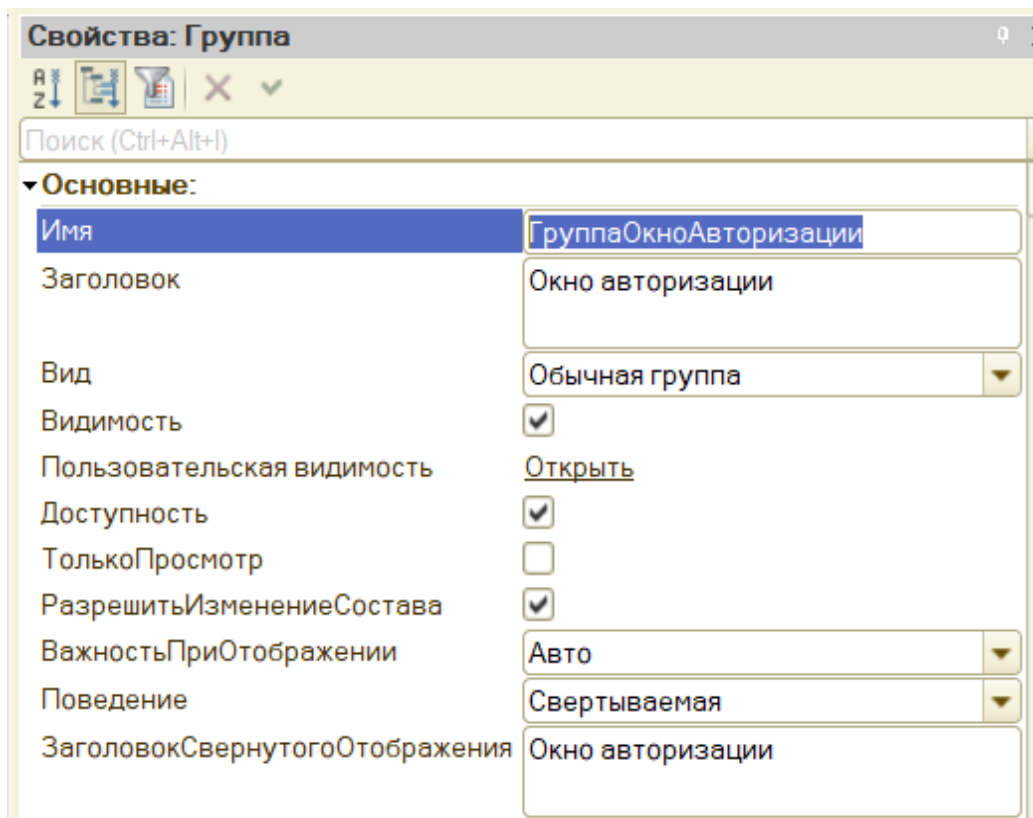 Свойства: Группа
A
Z
Поиск (Ctrl+Alt+I)
Основные:
Имя ГруппаОкноАвторизации
Заголовок Окно авторизации
Вид Обычная группа
Видимость
Пользовательская видимость Открыть
Доступность
ТолькоПросмотр
РазрешитьИзменениеСостава
ВажностьПриОтображении Авто
Поведение Свертываемая
ЗаголовокСвернутогоОтображения Окно авторизации